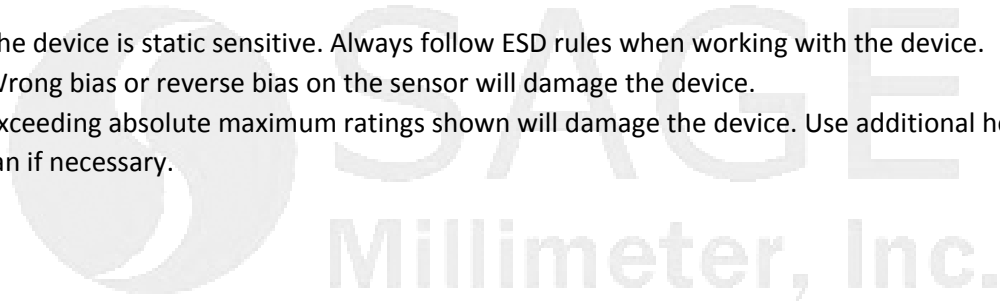 he device is static sensitive. Always follow ESD rules when working with the device.
Wrong bias or reverse bias on the sensor will damage the device.
xceeding absolute maximum ratings shown will damage the device. Use additional he
an if necessary.
SAGE
Millimeter, Inc.